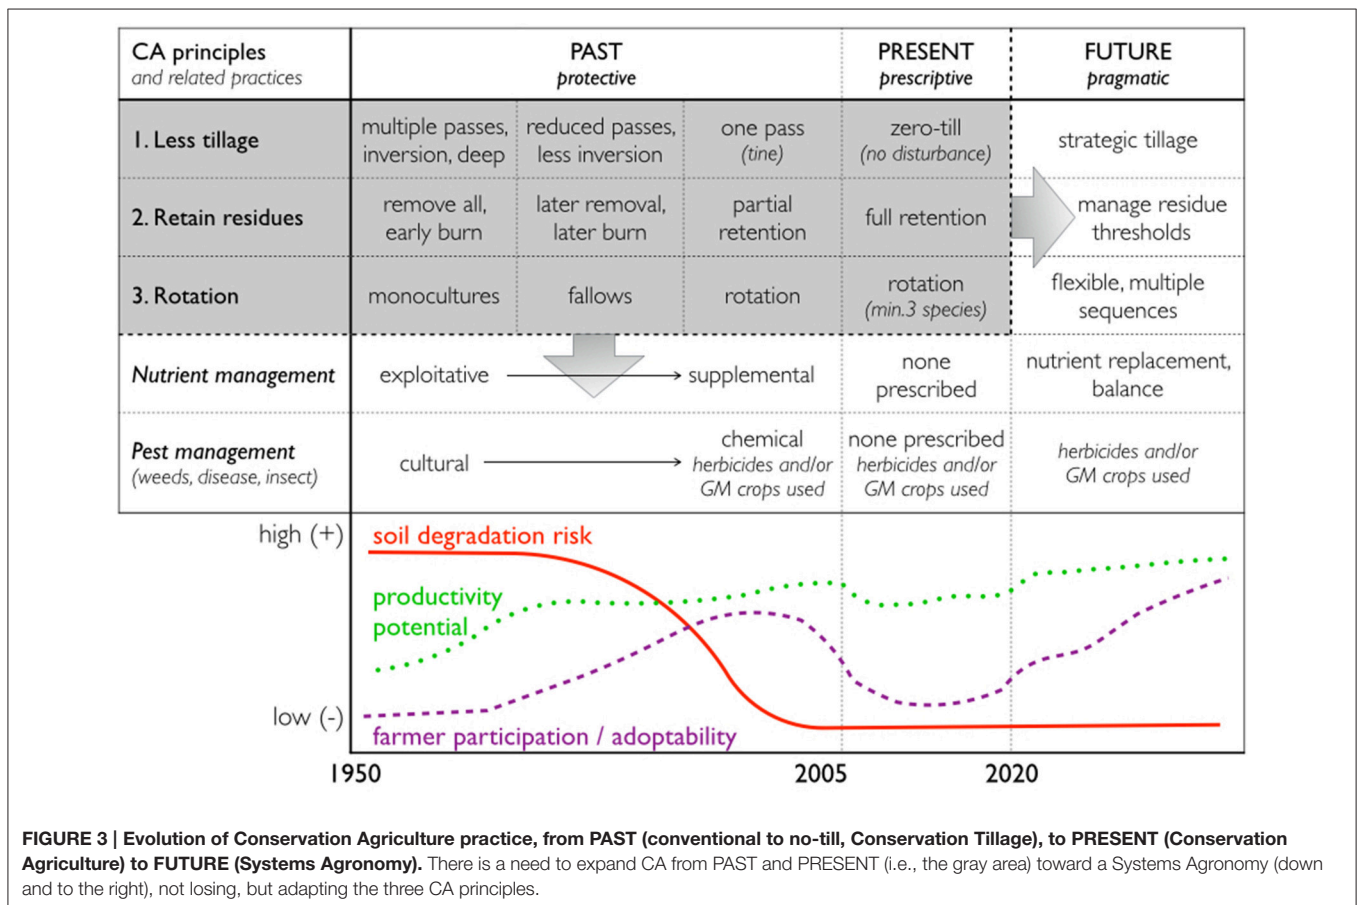 CA principles
and related practices
PAST
protective
PRESENT
prescriptive
FUTURE
pragmatic
1. Less tillage
multiple passes,
inversion, deep
reduced passes,
less inversion
one pass
(tine)
zero-till
(no disturbance)
strategic tillage
2. Retain residues
remove all,
early burn
later removal,
later burn
partial
retention
full retention
manage residue
thresholds
3. Rotation
monocultures
fallows
rotation
rotation
(min.3 species)
flexible, multiple
sequences
Nutrient management
exploitative
supplemental
none
prescribed
nutrient replacement,
balance
Pest management
(weeds, disease, insect)
cultural
chemical
herbicides and/or
GM crops used
none prescribed
herbicides and/or
GM crops used
herbicides and/or
GM crops used
high (+)
soil degradation risk
productivity
potential
low (-)
farmer participation / adoptability
1950
2005
2020
FIGURE 3 | Evolution of Conservation Agriculture practice, from PAST (conventional to no-till, Conservation Tillage), to PRESENT (Conservation
Agriculture) to FUTURE (Systems Agronomy). There is a need to expand CA from PAST and PRESENT (i.e., the gray area) toward a Systems Agronomy (down
and to the right), not losing, but adapting the three CA principles.